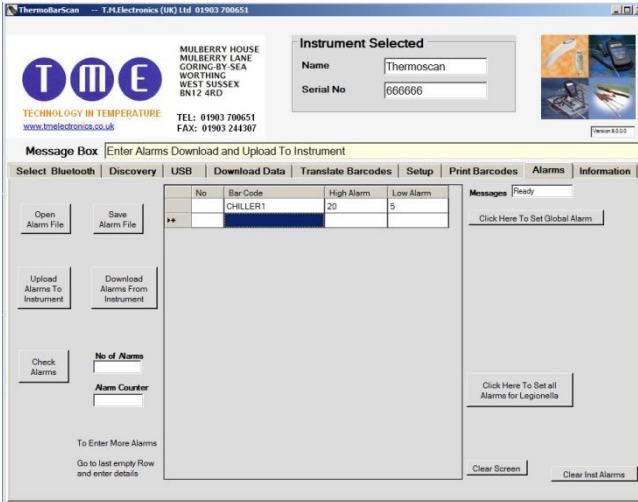 ThermoBarScan -- T.M.Electronics (UK) Ltd 01903 700651
TME
TECHNOLOGY IN TEMPERATURE
www.tmelectronics.co.uk
MULBERRY HOUSE
MULBERRY LANE
GORING-BY-SEA
WORTHING
WEST SUSSEX
BN12 4RD
TEL: 01903 700651
FAX: 01903 244307
Instrument Selected
Name Thermoscan
Serial No 666666
Version 8.0.0.0
Message Box Enter Alarms Download and Upload To Instrument
Select Bluetooth Discovery USB Download Data Translate Barcodes Setup Print Barcodes Alarms Information
Open
Alarm File
Save
Alarm File
Upload
Alarms To
Instrument
Download
Alarms From
Instrument
Check
Alarms
No of Alarms
Alarm Counter
To Enter More Alarms
Go to last empty Row
and enter details
No Bar Code High Alarm Low Alarm
CHILLER1 20 5
Messages Ready
Click Here To Set Global Alarm
Click Here To Set all
Alarms for Legionella
Clear Screen
Clear Inst Alarms